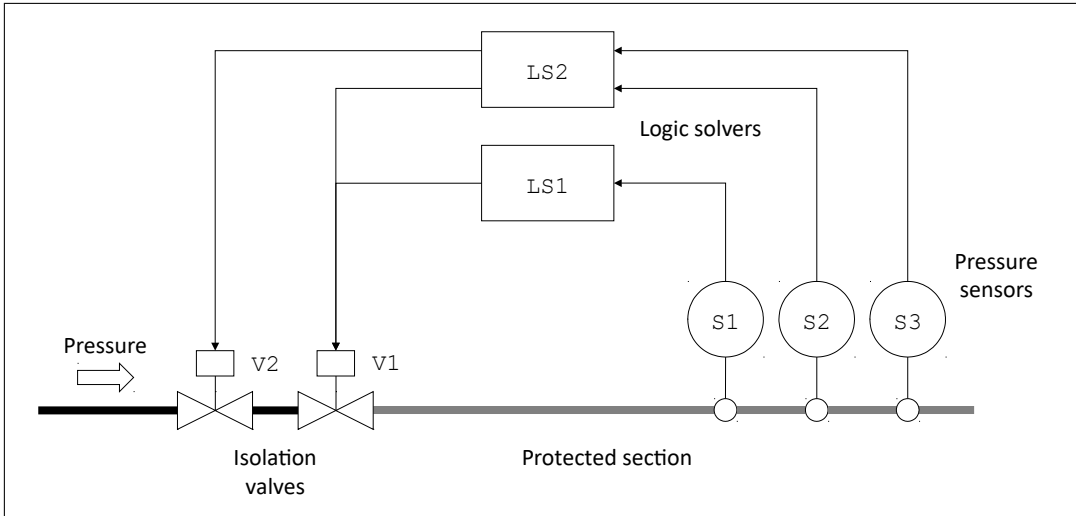 LS2
Logic solvers
LS1
Pressure
sensors
S1
S2
S3
Pressure
V2
V1
Isolation
valves
Protected section